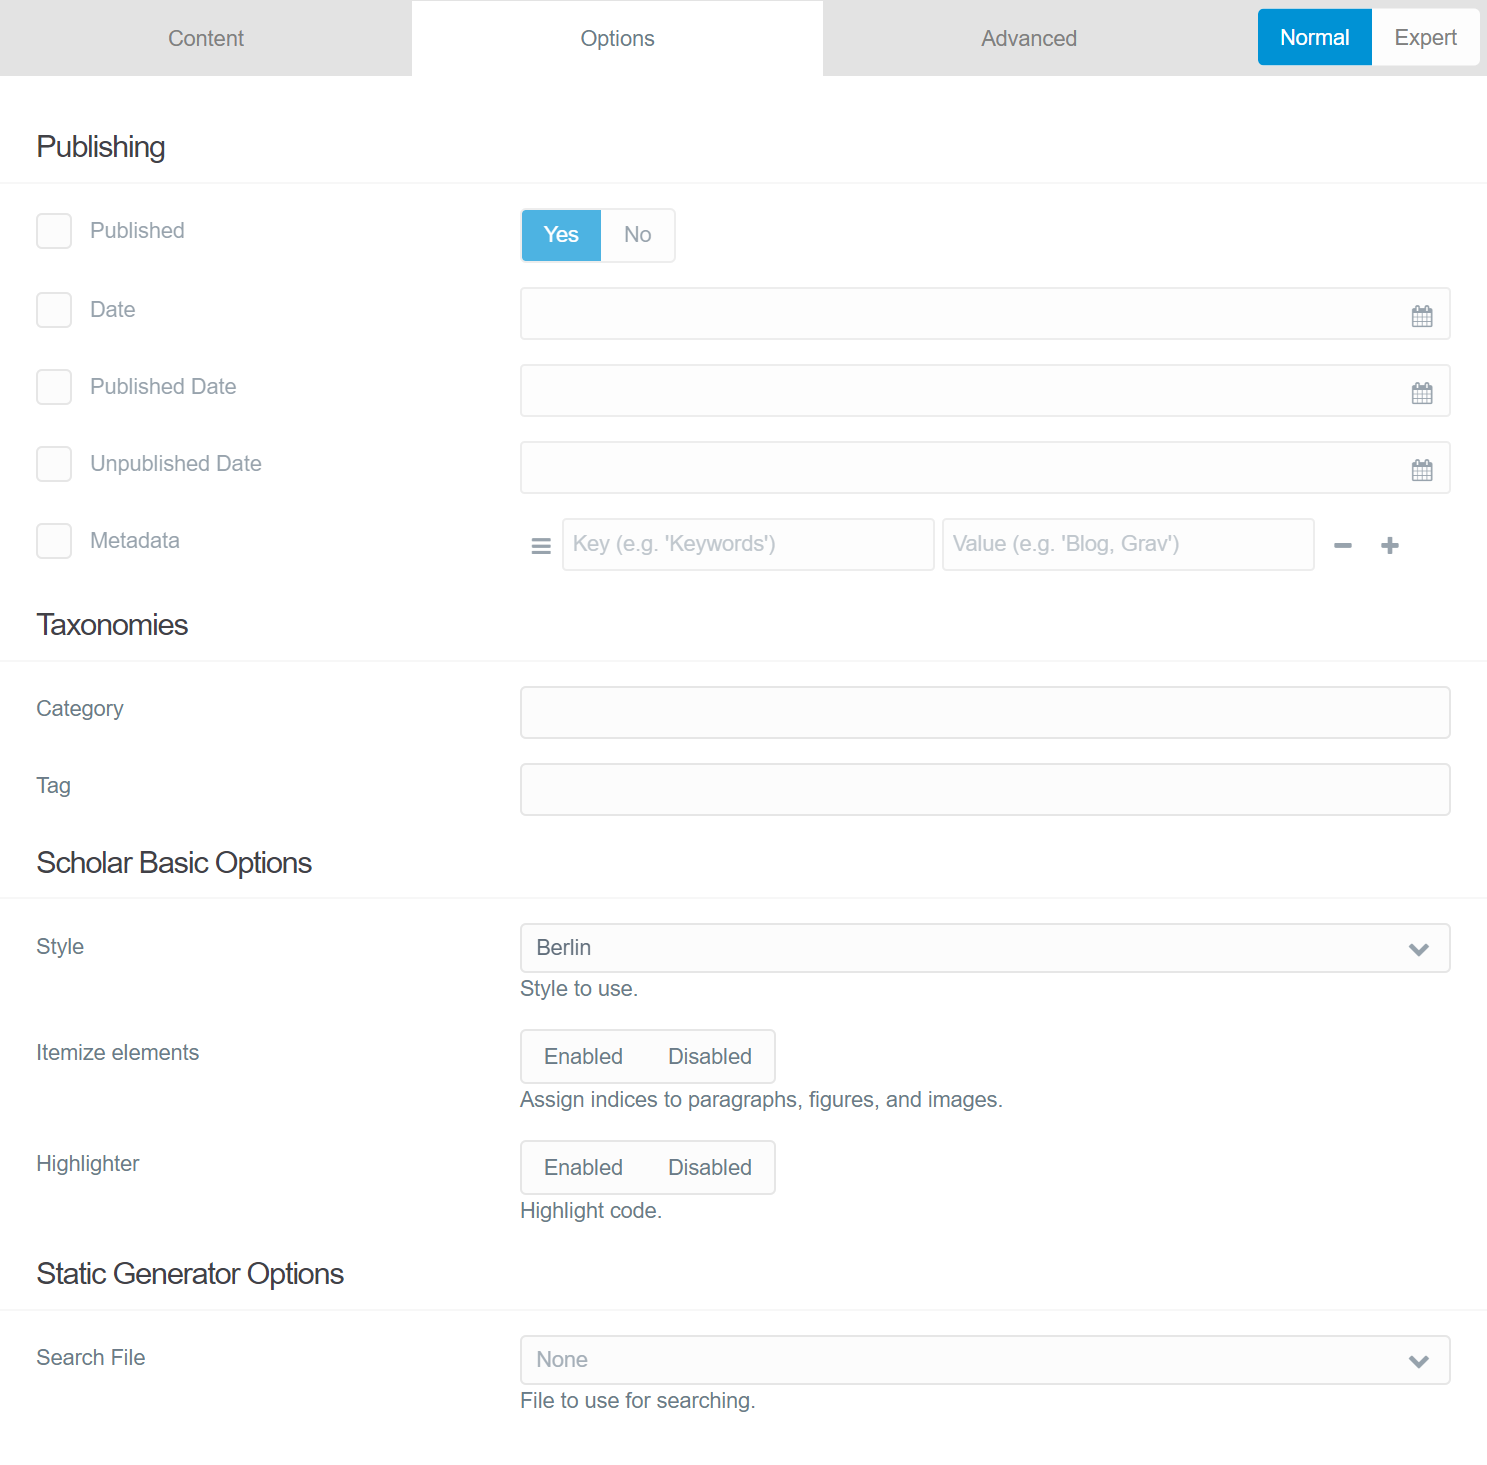 Content Options Advanced Normal Expert
Publishing
Published Yes No
Date
Published Date
Unpublished Date
Metadata Key (e.g. 'Keywords') Value (e.g. 'Blog, Grav')
Taxonomies
Category
Tag
Scholar Basic Options
Style Berlin
Style to use.
Itemize elements Enabled Disabled
Assign indices to paragraphs, figures, and images.
Highlighter Enabled Disabled
Highlight code.
Static Generator Options
Search File None
File to use for searching.